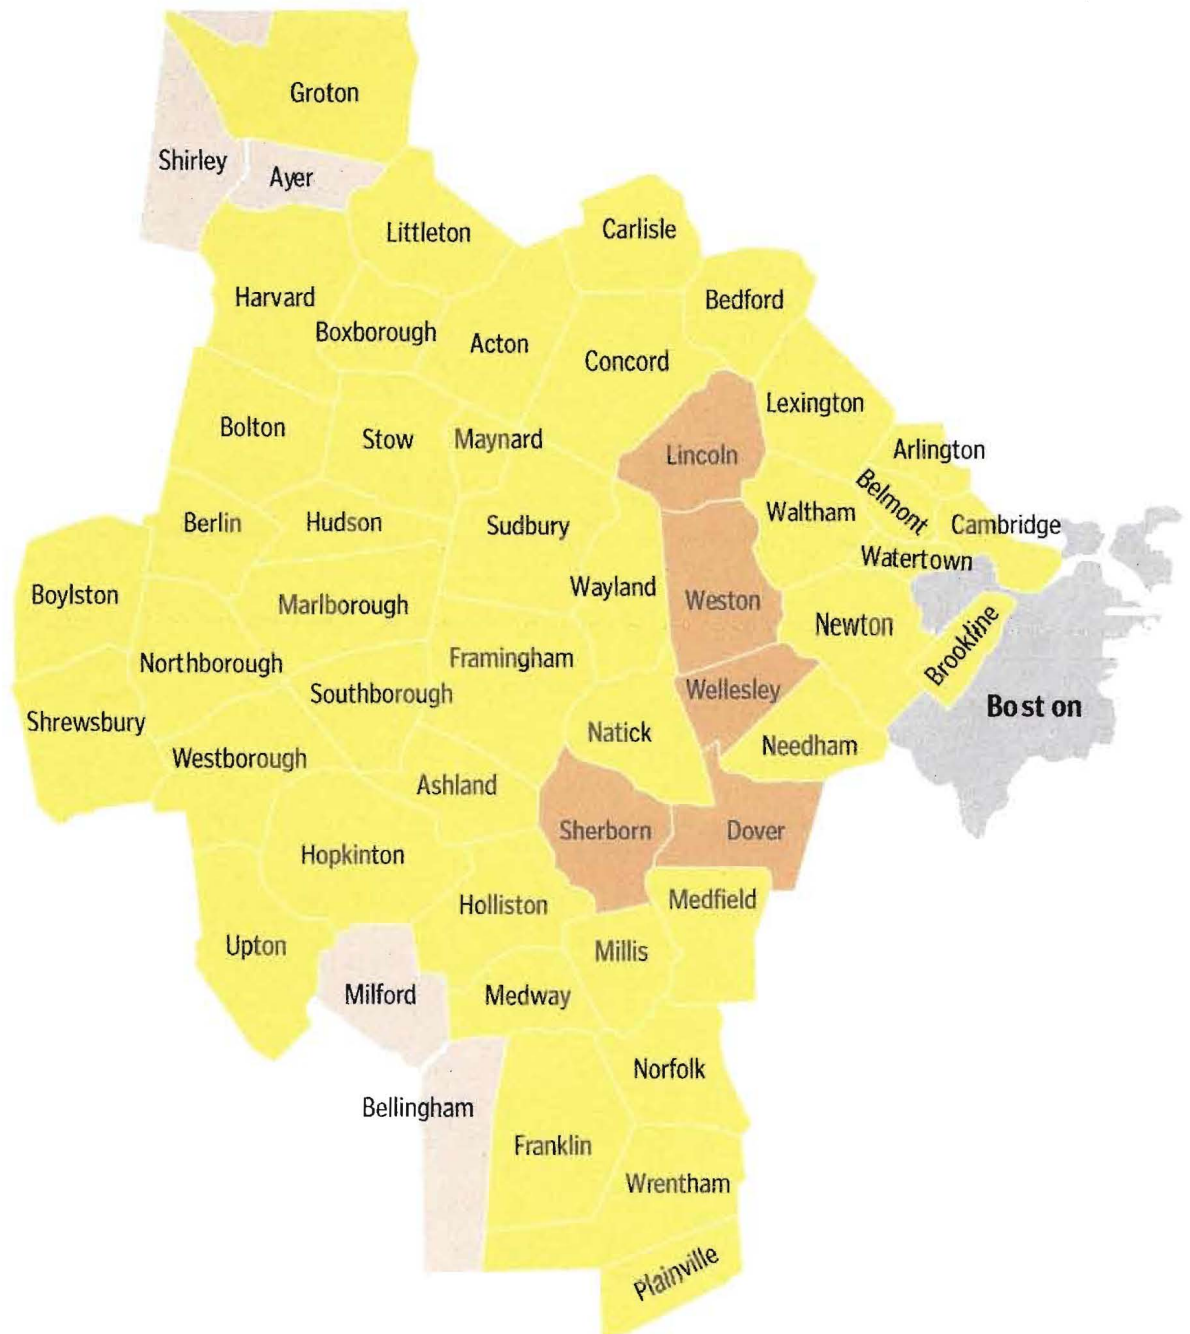 Groton
Shirley
Ayer
Littleton
Carlisle
Harvard
Bedford
Boxborough
Acton
Concord
Lexington
Bolton
Stow
Maynard
Lincoln
Arlington
Belmont
Berlin
Hudson
Sudbury
Waltham
Cambridge
Watertown
Boylston
Marlborough
Wayland
Weston
Newton
Brookline
Northborough
Framingham
Southborough
Wellesley
Boston
Shrewsbury
Natick
Needham
Westborough
Ashland
Sherborn
Dover
Hopkinton
Holliston
Medfield
Upton
Millis
Milford
Medway
Norfolk
Bellingham
Franklin
Wrentham
Plainville